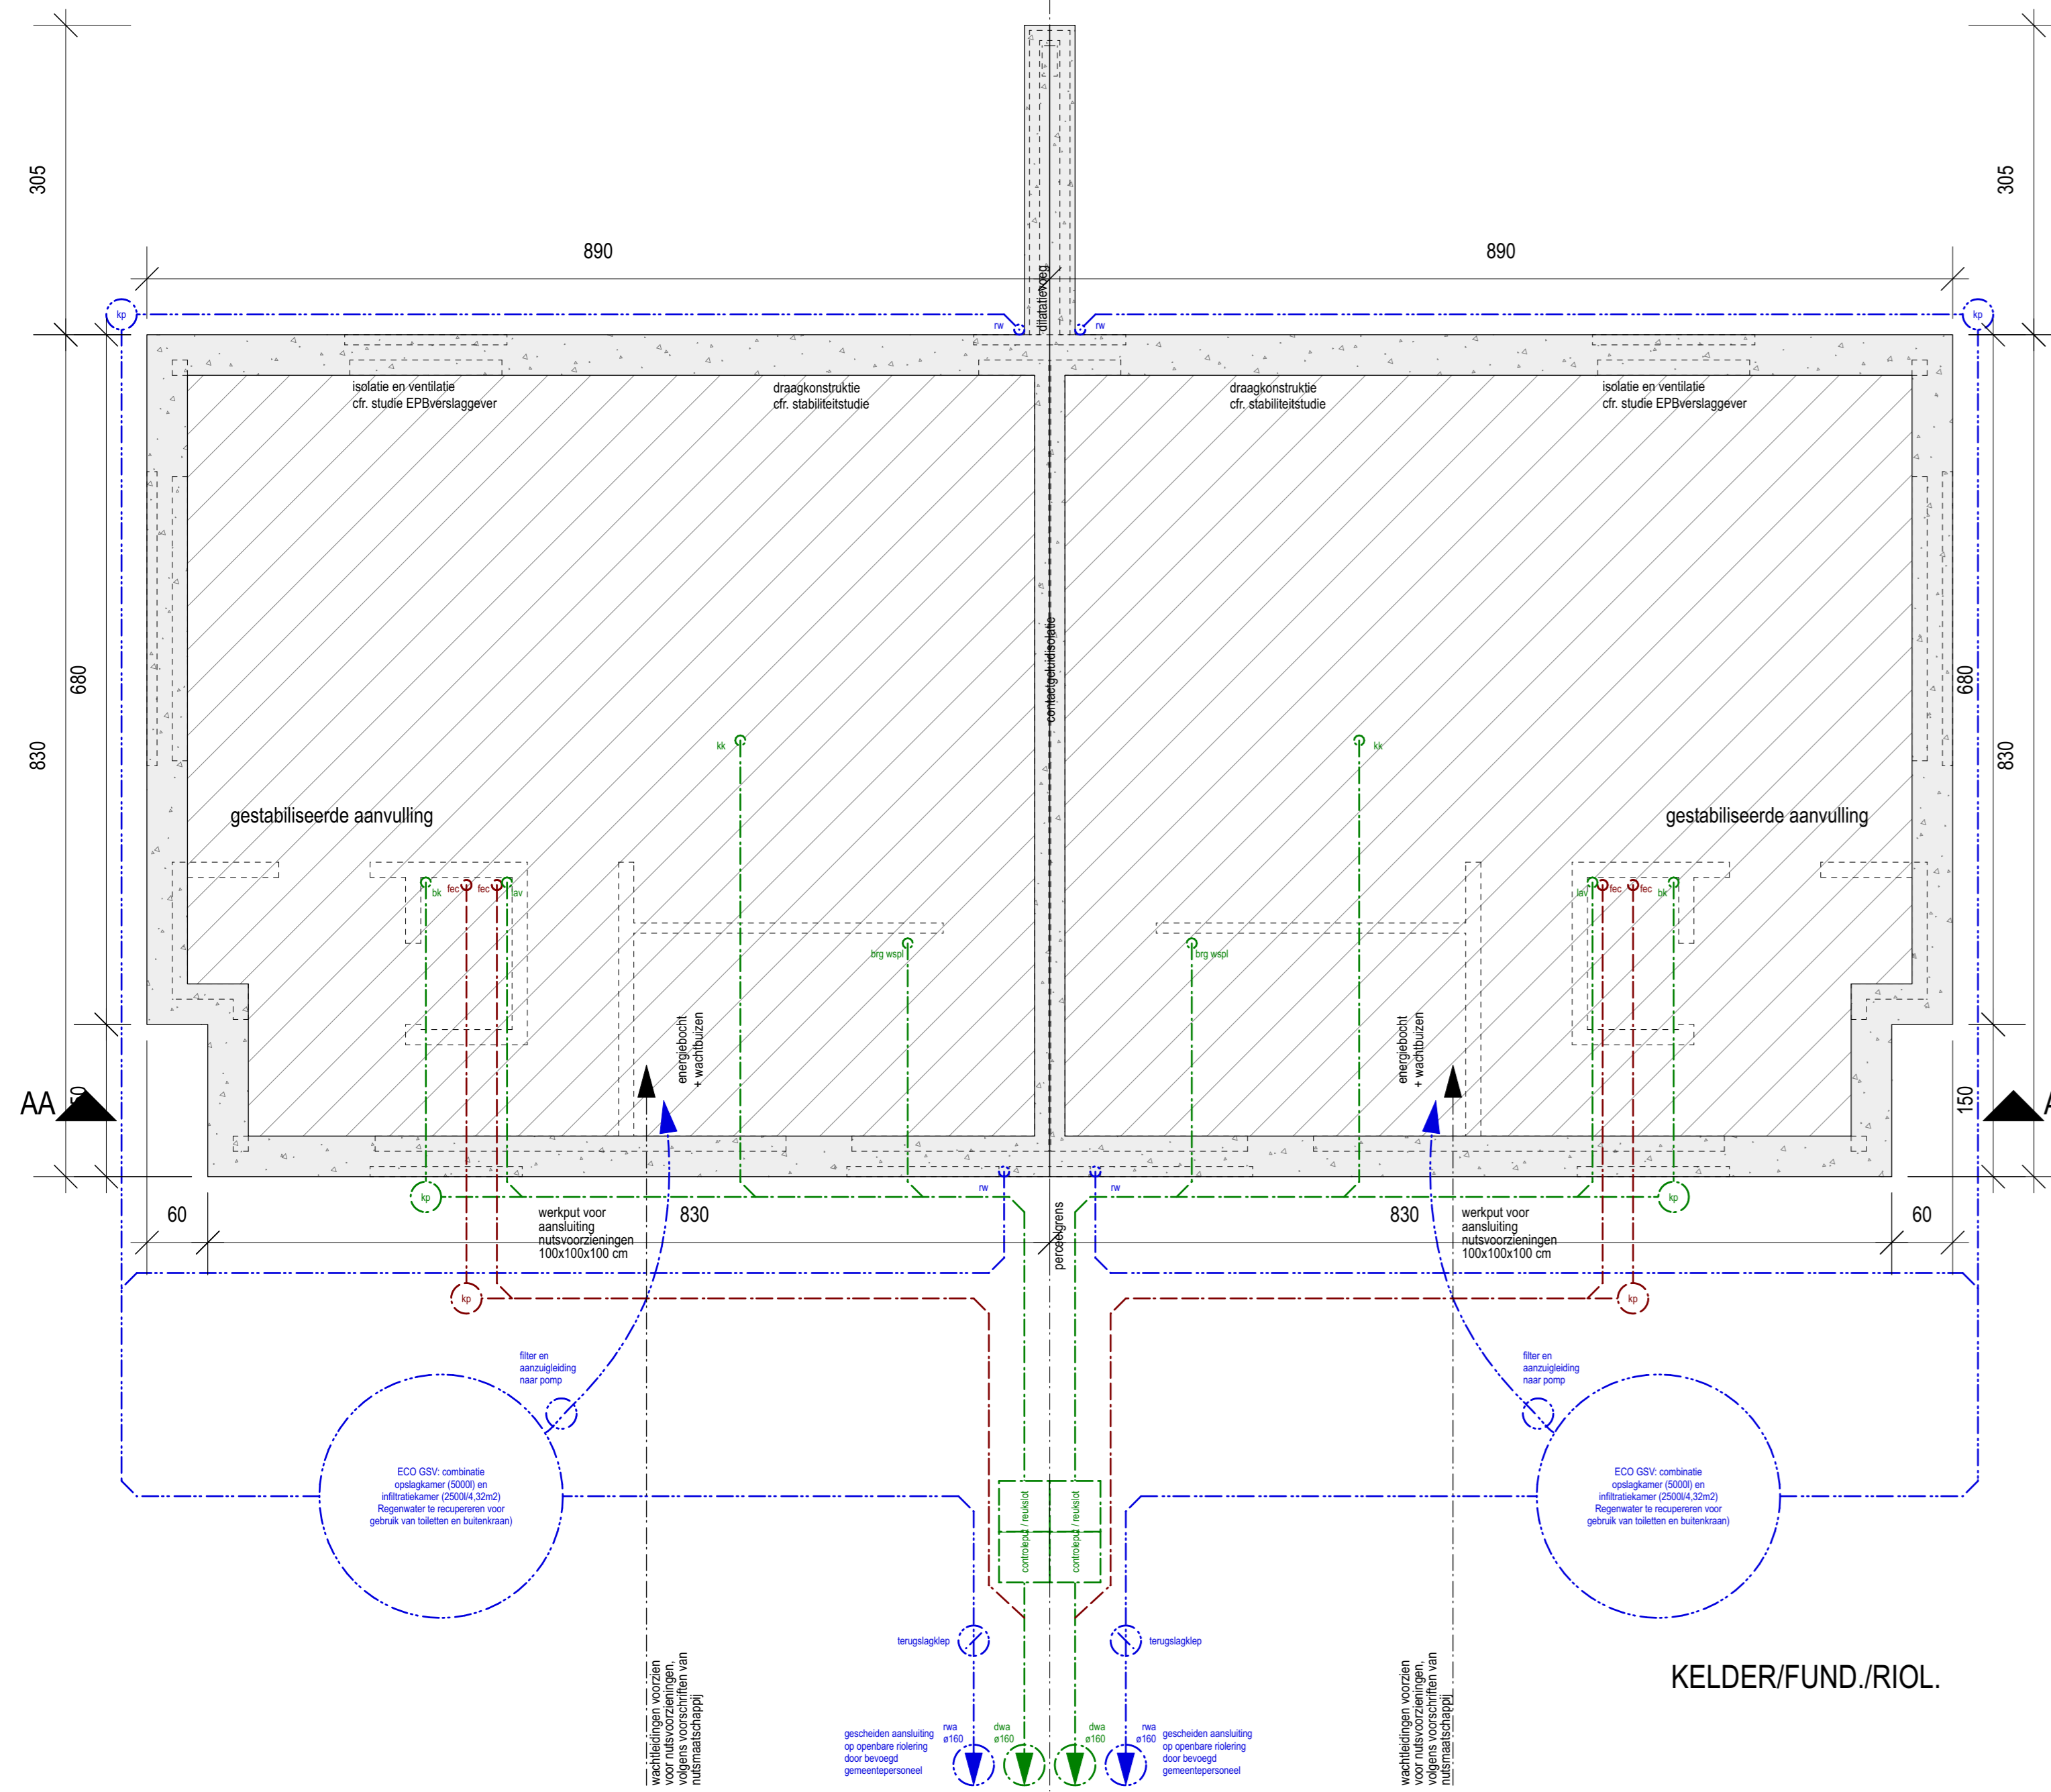 305
305
890
890
dilatatievoeg
kp
rw
rw
kp
isolatie en ventilatie
cfr. studie EPBverslaggever
draagkonstruktie
cfr. stabiliteitstudie
draagkonstruktie
cfr. stabiliteitstudie
isolatie en ventilatie
cfr. studie EPBverslaggever
contactgeluidisolatie
680
830
680
830
kk
kk
gestabiliseerde aanvulling
gestabiliseerde aanvulling
bk
fec
fec
lav
brg wspl
brg wspl
lav
fec
fec
bk
energiebocht
+ wachtbuizen
energiebocht
+ wachtbuizen
AA
150
kp
rw
rw
kp
60
830
830
60
werkput voor
aansluiting
nutsvoorzieningen
100x100x100 cm
perceelgrens
werkput voor
aansluiting
nutsvoorzieningen
100x100x100 cm
kp
kp
filter en
aanzuigleiding
naar pomp
filter en
aanzuigleiding
naar pomp
ECO GSV: combinatie
opslagkamer (5000l) en
infiltratiekamer (2500l/4,32m2)
Regenwater te recupereren voor
gebruik van toiletten en buitenkraan)
controleput / reukslot
controleput / reukslot
ECO GSV: combinatie
opslagkamer (5000l) en
infiltratiekamer (2500l/4,32m2)
Regenwater te recupereren voor
gebruik van toiletten en buitenkraan)
terugslagklep
terugslagklep
KELDER/FUND./RIOL.
wachtleidingen voorzien
voor nutsvoorzieningen,
volgens voorschriften van
nutsmaatschappij
wachtleidingen voorzien
voor nutsvoorzieningen,
volgens voorschriften van
nutsmaatschappij
gescheiden aansluiting
op openbare riolering
door bevoegd
gemeentepersoneel
rwa
ø160
dwa
ø160
dwa
ø160
rwa
ø160
gescheiden aansluiting
op openbare riolering
door bevoegd
gemeentepersoneel